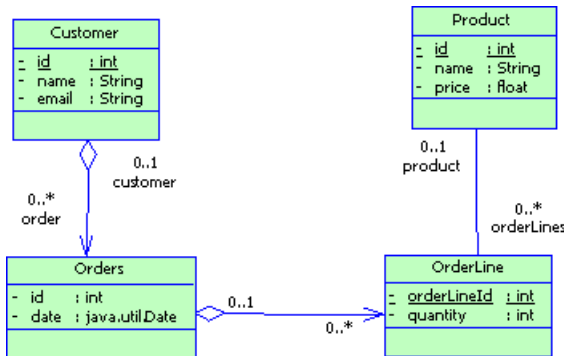 Customer
- id : int
- name : String
- email : String
Product
- id : int
- name : String
- price : float
0..1
customer
0..*
order
0..1
product
0..*
orderLines
Orders
- id : int
- date : java.util.Date
0..1
0..*
OrderLine
- orderLineId : int
- quantity : int